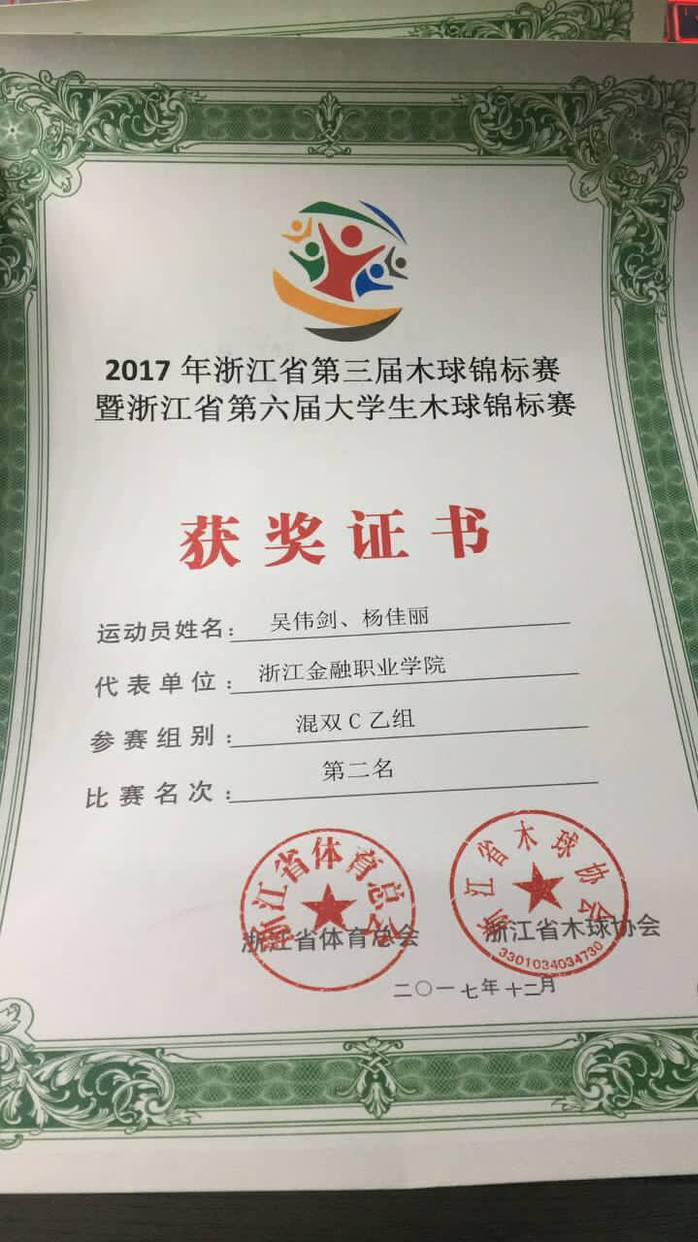 2017 年浙江省第三届木球锦标赛
暨浙江省第六届大学生木球锦标赛
获奖证书
运动员姓名：吴伟剑、杨佳丽
代表单位：浙江金融职业学院
参赛组别：混双 C 乙组
比赛名次：第二名
浙江省体育总会
浙江省木球协会
浙江省体育总会
浙江省木球协会
3301034034730
二〇一七年十二月